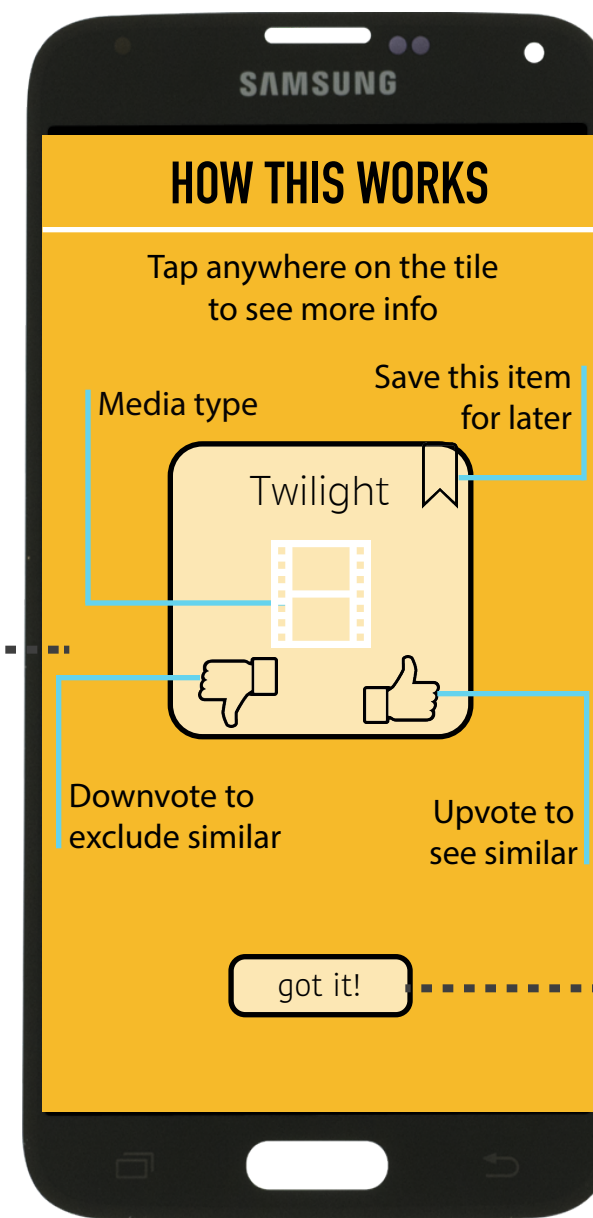 SAMSUNG
HOW THIS WORKS
Tap anywhere on the tile
to see more info
Media type
Save this item
for later
Twilight
Downvote to
exclude similar
Upvote to
see similar
got it!